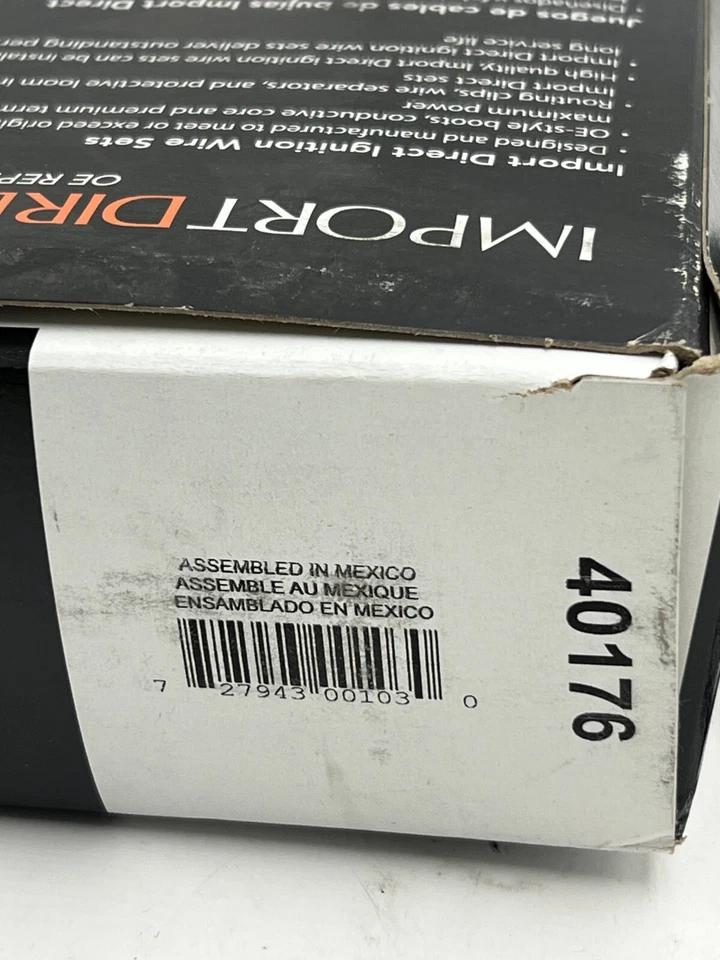 IMPORT DIRE
OE REP
Import Direct Ignition Wire Sets
• Designed and manufactured to meet or exceed origi
• OE-style boots, conductive core and premium term
maximum power
• Routing clips, wire separators, and protective loom in
Import Direct sets
• High quality, Import Direct ignition wire sets can be instal
• Import Direct ignition wire sets deliver outstanding per
long service life
Juegos de cables de bujías Import Direct
ASSEMBLED IN MEXICO
ASSEMBLE AU MEXIQUE
ENSAMBLADO EN MEXICO
7 27943 00103 0
40176